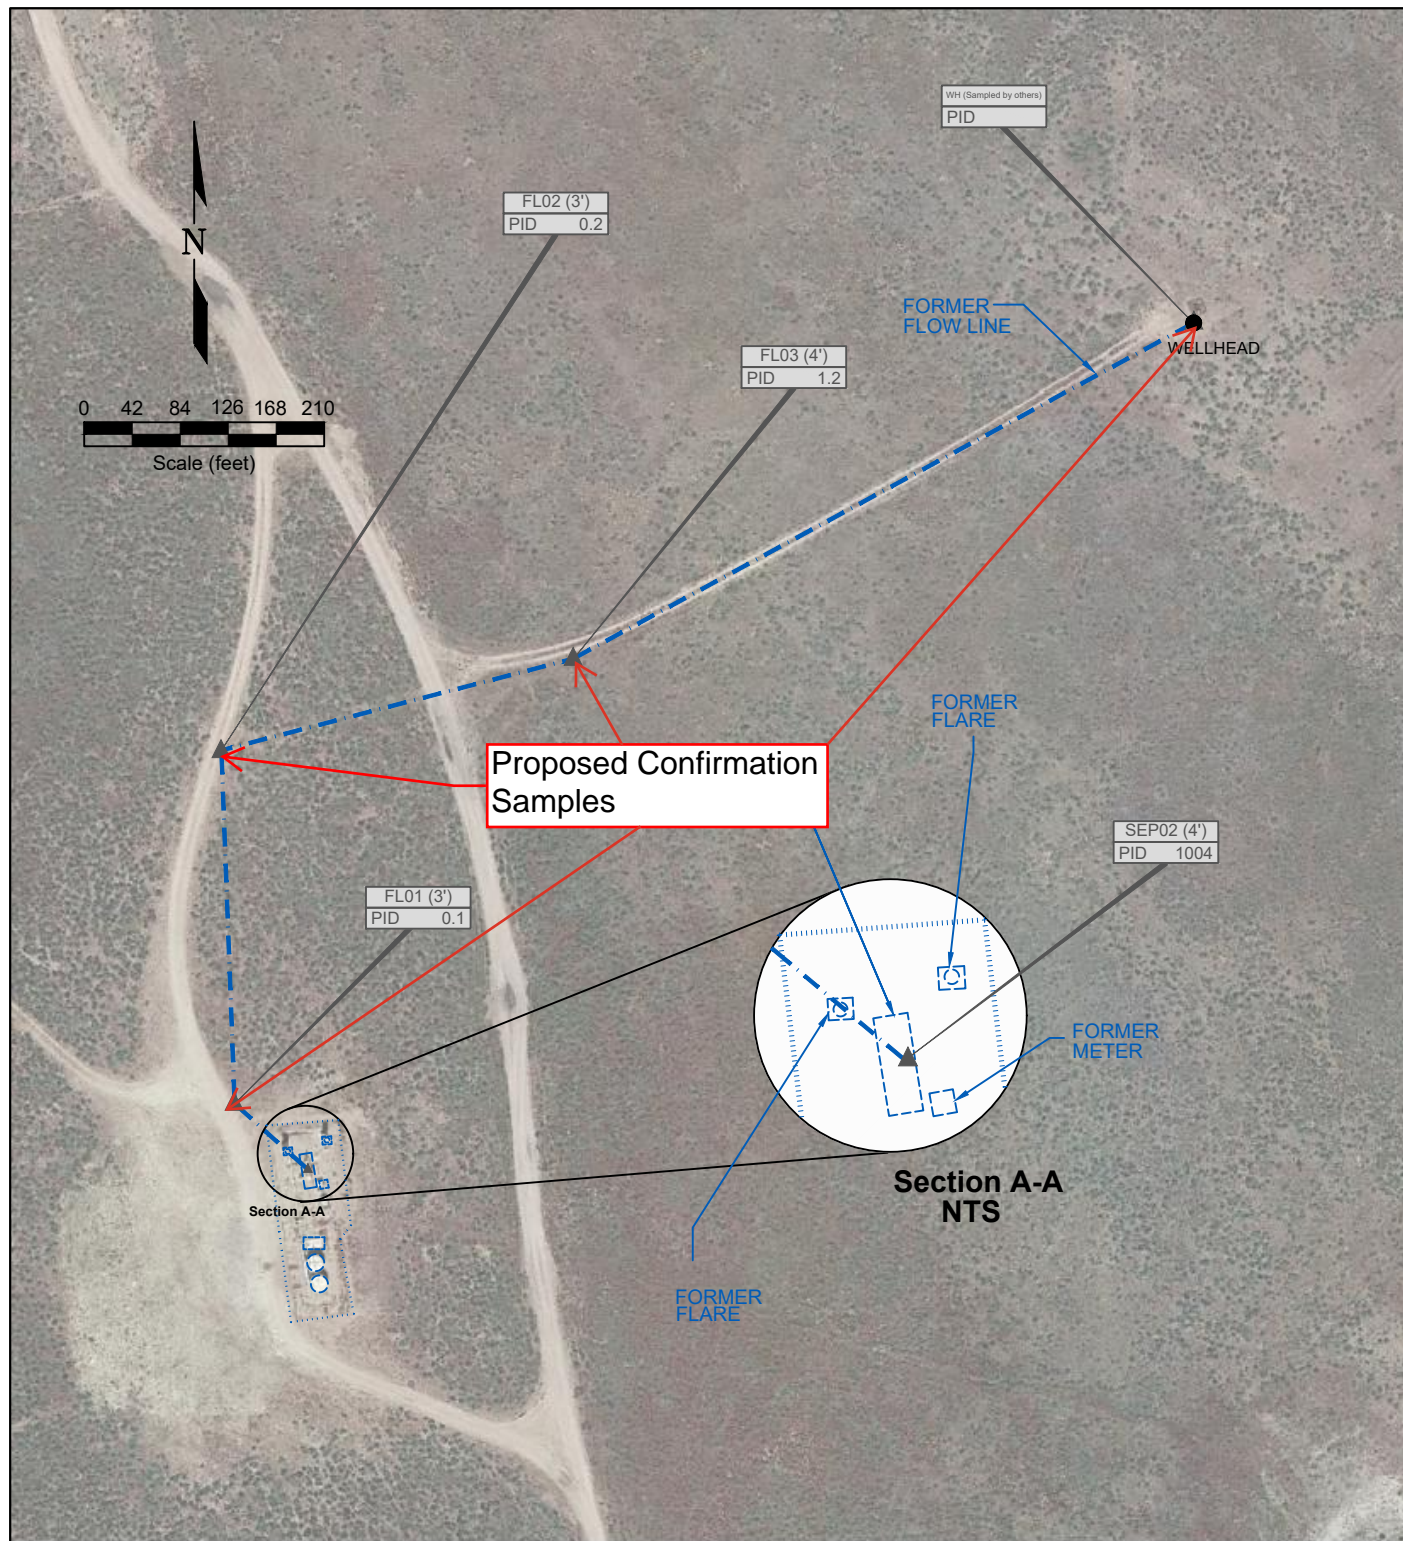 WH (Sampled by others)
PID
FL02 (3')
PID 0.2
N
FORMER
FLOW LINE
WELLHEAD
FL03 (4')
PID 1.2
0 42 84 126 168 210
Scale (feet)
FORMER
FLARE
Proposed Confirmation
Samples
SEP02 (4')
PID 1004
FL01 (3')
PID 0.1
FORMER
METER
Section A-A
NTS
Section A-A
FORMER
FLARE